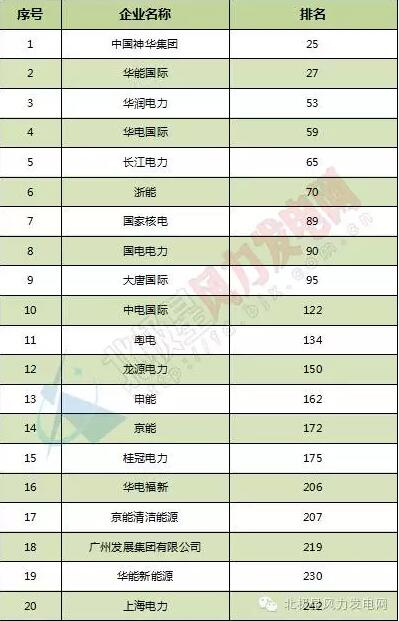 序号 企业名称 排名
1 中国神华集团 25
2 华能国际 27
3 华润电力 53
4 华电国际 59
5 长江电力 65
6 浙能 70
7 国家核电 89
8 国电电力 90
9 大唐国际 95
10 中电国际 122
11 粤电 134
12 龙源电力 150
13 申能 162
14 京能 172
15 桂冠电力 175
16 华电福新 206
17 京能清洁能源 207
18 广州发展集团有限公司 219
19 华能新能源 230
20 上海电力 242
北极星风力发电网
北极星风力发电网